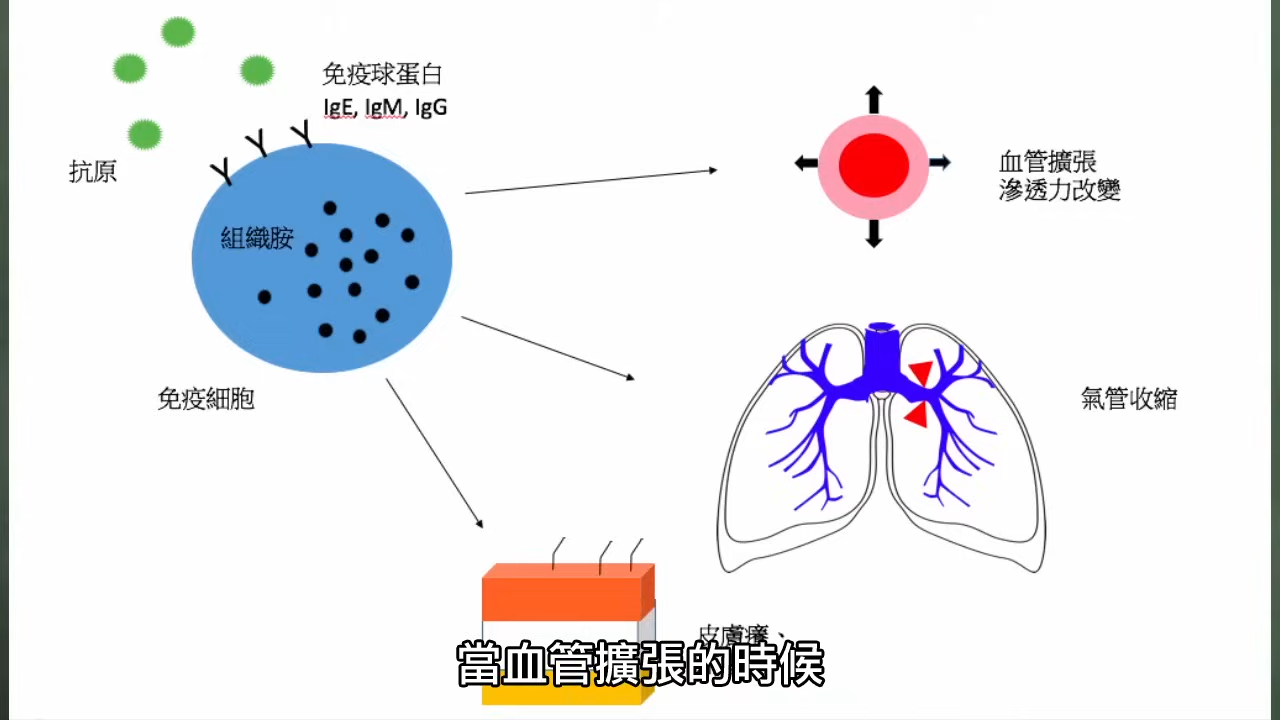 免疫球蛋白
IgE, IgM, IgG
抗原
組織胺
免疫細胞
血管擴張
滲透力改變
氣管收縮
皮膚癢、
當血管擴張的時候